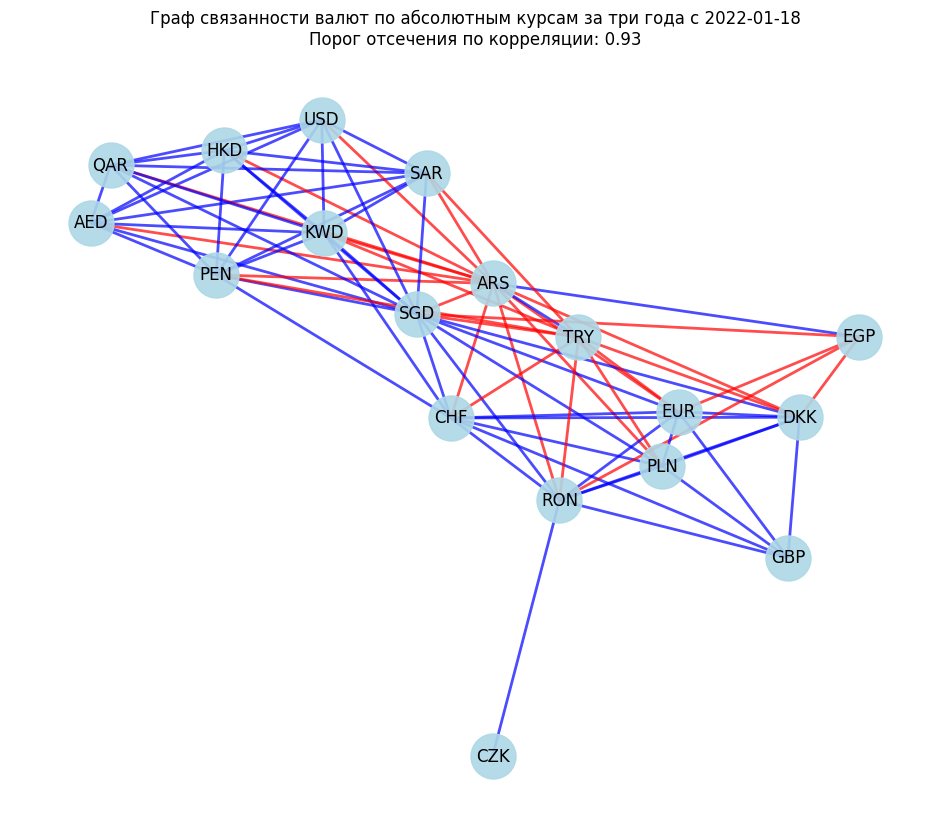 Граф связанности валют по абсолютным курсам за три года с 2022-01-18
Порог отсечения по корреляции: 0.93
USD
HKD
QAR
SAR
AED
KWD
PEN
ARS
SGD
TRY
EGP
EUR
DKK
CHF
PLN
RON
GBP
CZK